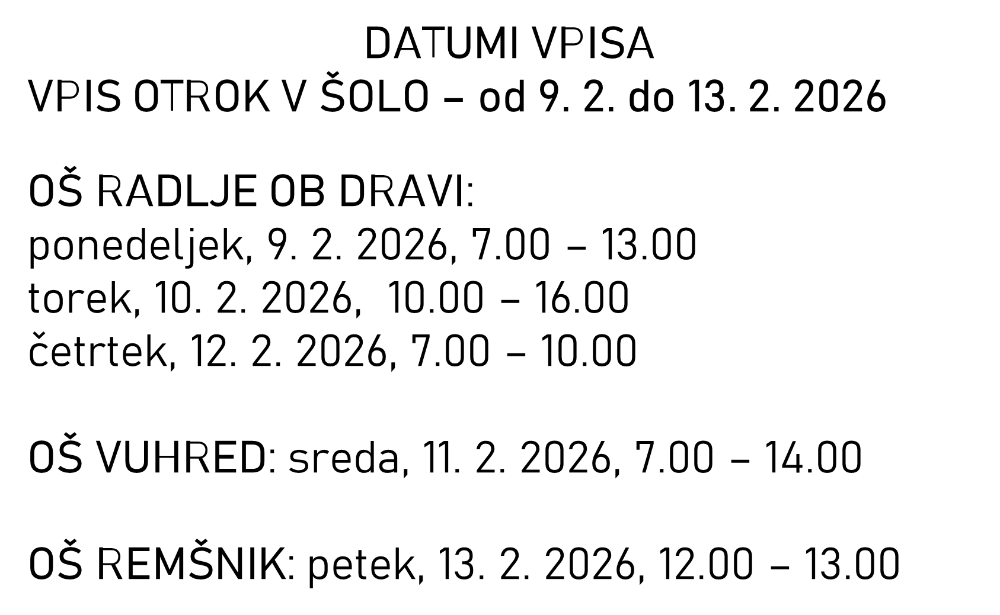 DATUMI VPISA
VPIS OTROK V ŠOLO – od 9. 2. do 13. 2. 2026
OŠ RADLJE OB DRAVI:
ponedeljek, 9. 2. 2026, 7.00 – 13.00
torek, 10. 2. 2026,  10.00 – 16.00
četrtek, 12. 2. 2026, 7.00 – 10.00
OŠ VUHRED: sreda, 11. 2. 2026, 7.00 – 14.00
OŠ REMŠNIK: petek, 13. 2. 2026, 12.00 – 13.00